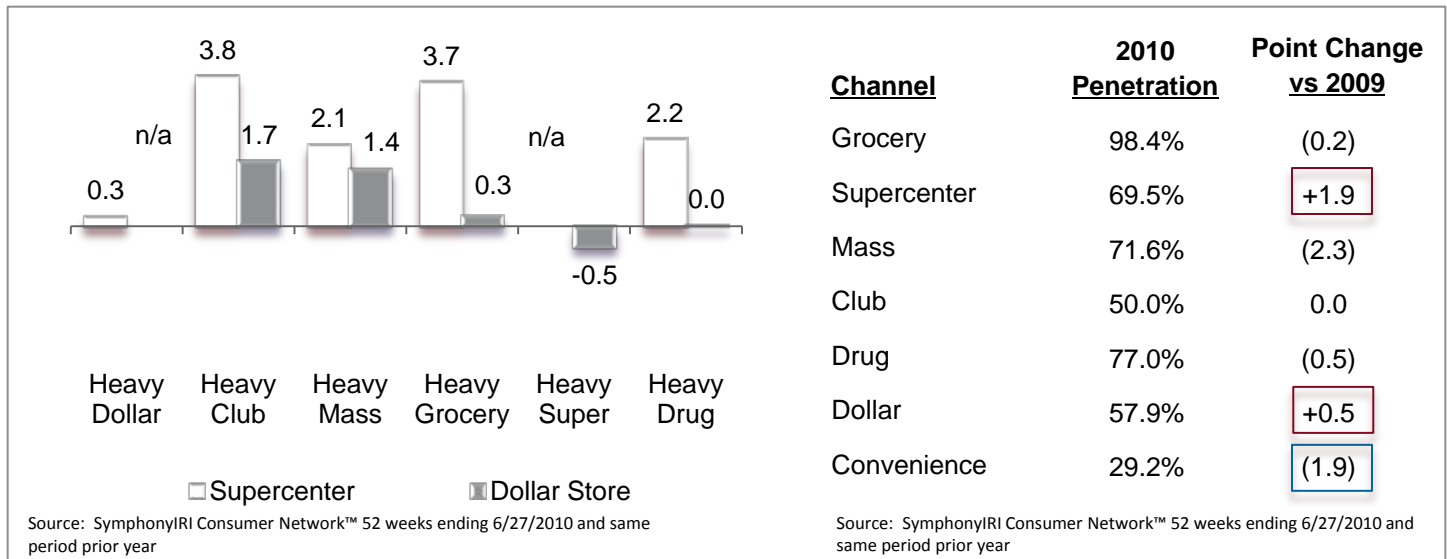 3.8
3.7
n/a
n/a
2.1
2.2
1.7
1.4
0.3
0.3
0.0
-0.5
Heavy Dollar
Heavy Club
Heavy Mass
Heavy Grocery
Heavy Super
Heavy Drug
Supercenter Dollar Store
Source: SymphonyIRI Consumer Network™ 52 weeks ending 6/27/2010 and same
period prior year
Channel 2010 Penetration Point Change vs 2009
Grocery 98.4% (0.2)
Supercenter 69.5% +1.9
Mass 71.6% (2.3)
Club 50.0% 0.0
Drug 77.0% (0.5)
Dollar 57.9% +0.5
Convenience 29.2% (1.9)
Source: SymphonyIRI Consumer Network™ 52 weeks ending 6/27/2010 and
same period prior year